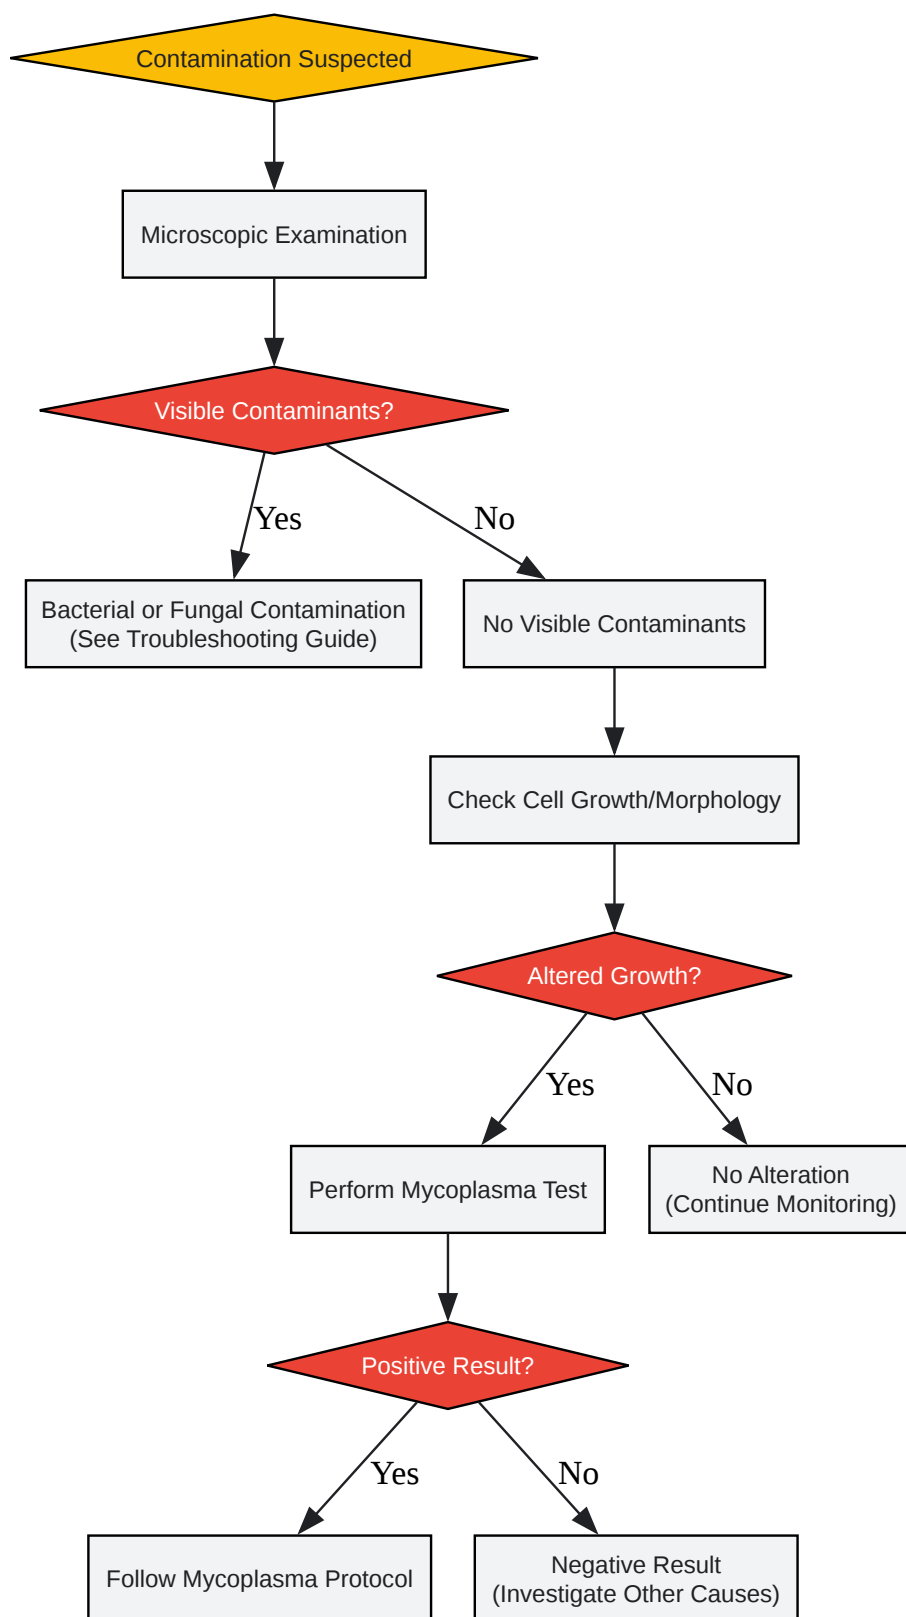 Contamination Suspected
Microscopic Examination
Visible Contaminants?
Yes
No
Bacterial or Fungal Contamination
(See Troubleshooting Guide)
No Visible Contaminants
Check Cell Growth/Morphology
Altered Growth?
Yes
No
Perform Mycoplasma Test
No Alteration
(Continue Monitoring)
Positive Result?
Yes
No
Follow Mycoplasma Protocol
Negative Result
(Investigate Other Causes)